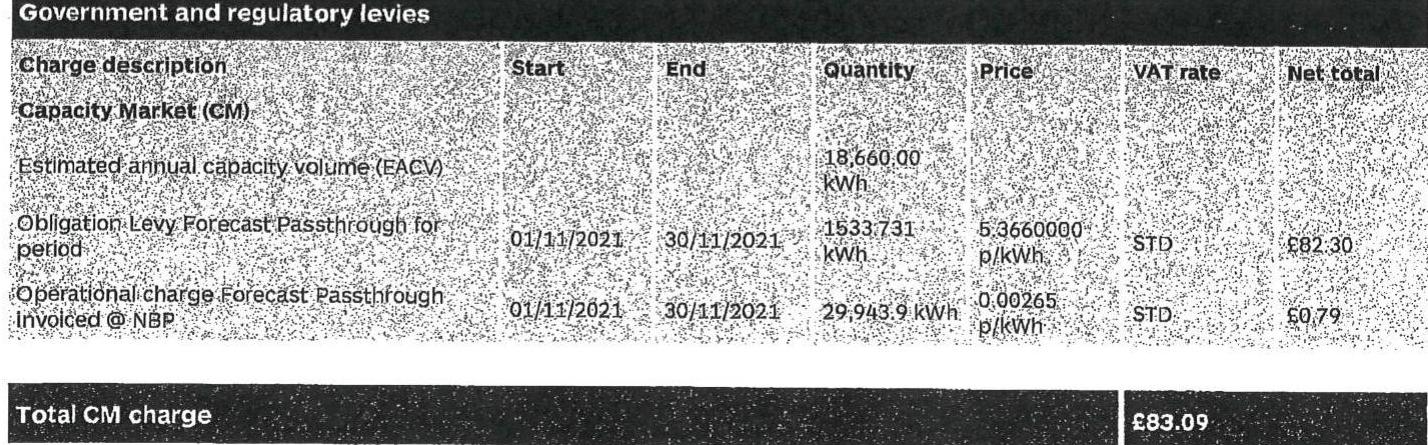 Government and regulatory levies
Charge description Start End Quantity Price VAT rate Net total
Capacity Market (CM)
Estimated annual capacity volume (EACV) 18,660.00
kWh
Obligation Levy Forecast Passthrough for
period 01/11/2021 30/11/2021 1533.731
kWh 5.3660000
p/kWh STD £82.30
Operational charge Forecast Passthrough
Invoiced @ NBP 01/11/2021 30/11/2021 29,943.9 kWh 0.00265
p/kWh STD £0.79
Total CM charge £83.09